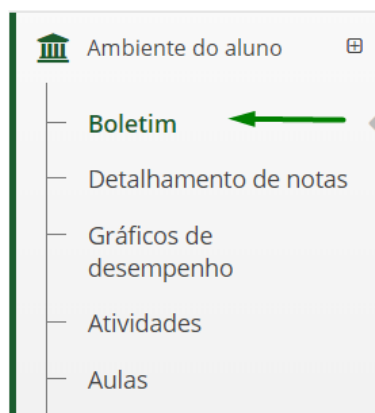 Ambiente do aluno
Boletim
Detalhamento de notas
Gráficos de
desempenho
Atividades
Aulas